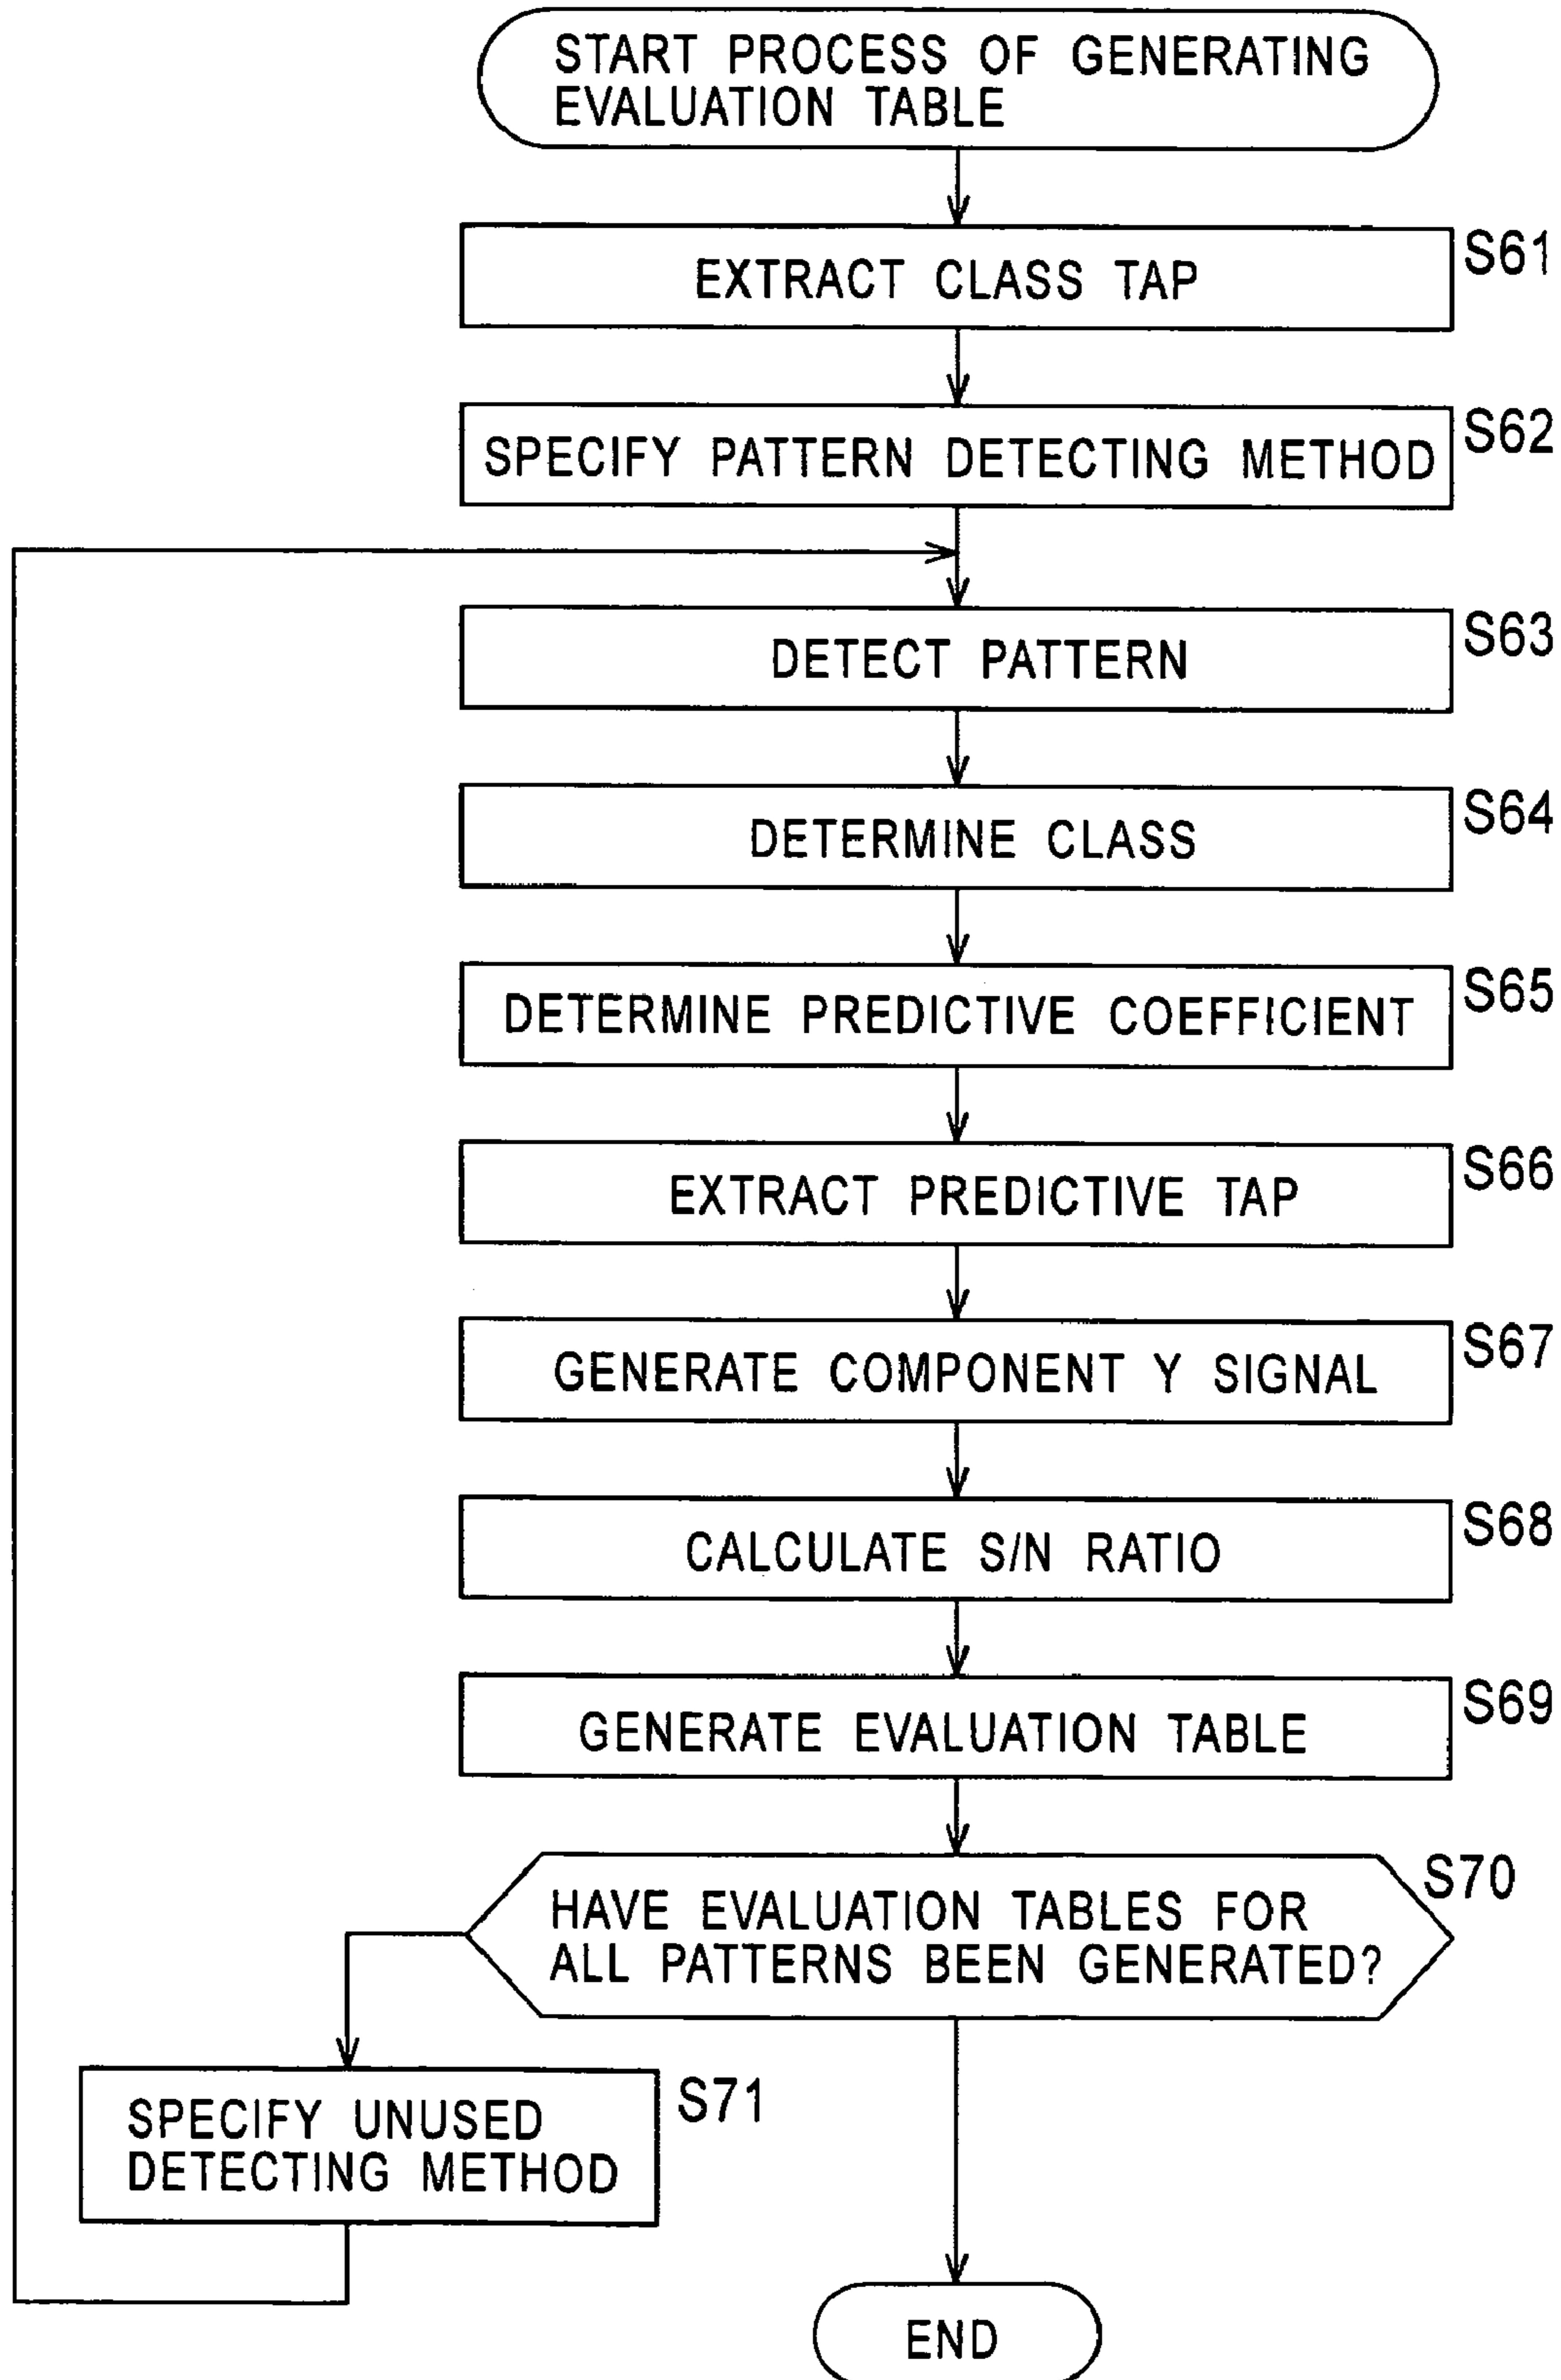 START PROCESS OF GENERATING
EVALUATION TABLE
EXTRACT CLASS TAP
S61
SPECIFY PATTERN DETECTING METHOD
S62
DETECT PATTERN
S63
DETERMINE CLASS
S64
DETERMINE PREDICTIVE COEFFICIENT
S65
EXTRACT PREDICTIVE TAP
S66
GENERATE COMPONENT Y SIGNAL
S67
CALCULATE S/N RATIO
S68
GENERATE EVALUATION TABLE
S69
HAVE EVALUATION TABLES FOR
ALL PATTERNS BEEN GENERATED?
S70
SPECIFY UNUSED
DETECTING METHOD
S71
END